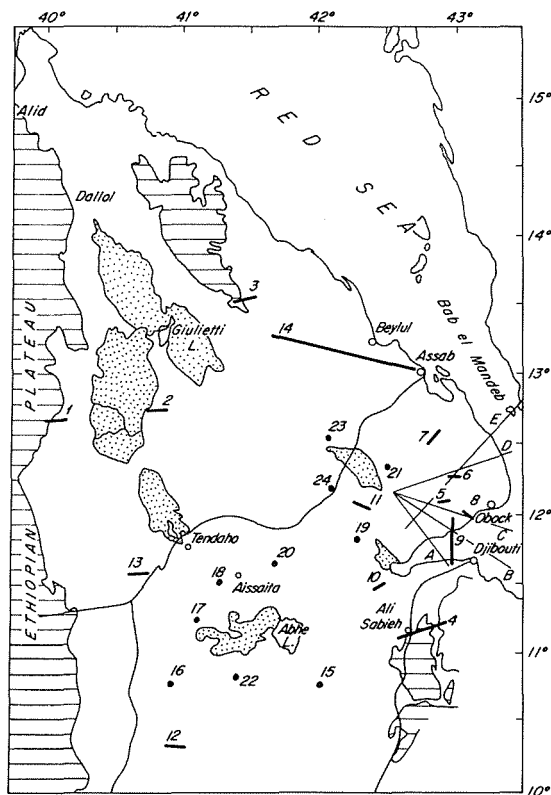 40° 41° 42° 43°
15°
Alid
RED SEA
Dallol
14°
3
Giulietti
L.
14
Beylul
Assab
Bab el Mandeb
13°
ETHIOPIAN PLATEAU
1
2
E
23
7
D
21
6
24
5
8
Obock
12°
11
C
Tendaho
19
9
Djibouti
20
A
B
13
18
Aissaita
10
17
Ali
Sabieh
4
Abhe
L.
11°
16
22
15
12
10°